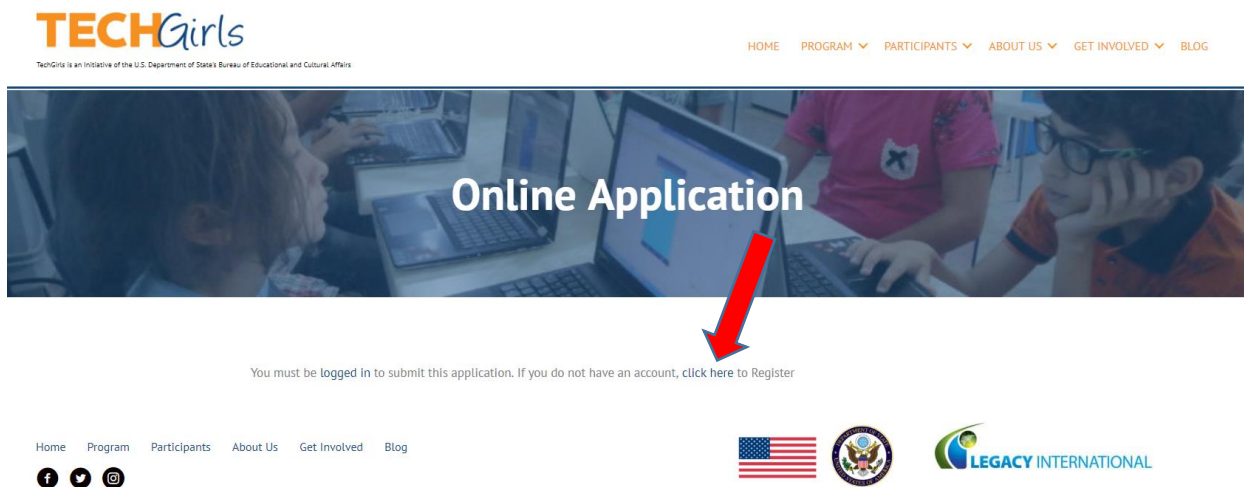 TECHGirls
TechGirls is an Initiative of the U.S. Department of State's Bureau of Educational and Cultural Affairs
HOME PROGRAM PARTICIPANTS ABOUT US GET INVOLVED BLOG
Online Application
You must be logged in to submit this application. If you do not have an account, click here to Register
Home Program Participants About Us Get Involved Blog
LEGACY INTERNATIONAL